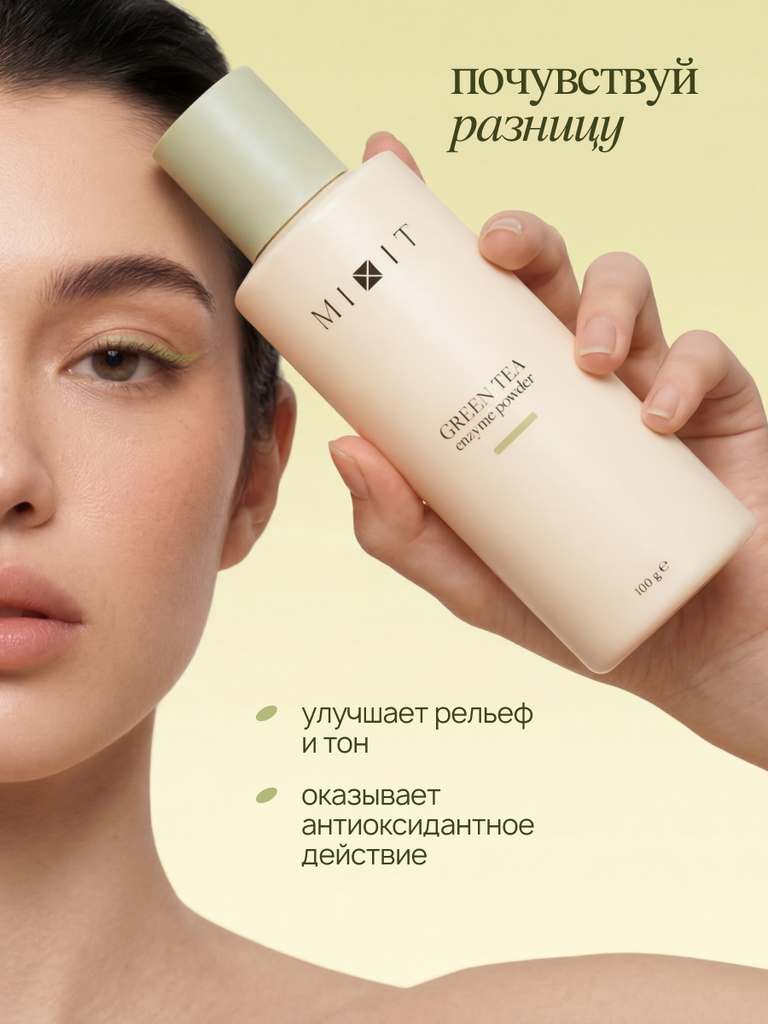 почувствуй
разницу
MIXIT
GREEN TEA
enzyme powder
100 g ℮
улучшает рельеф
и тон
оказывает
антиоксидантное
действие